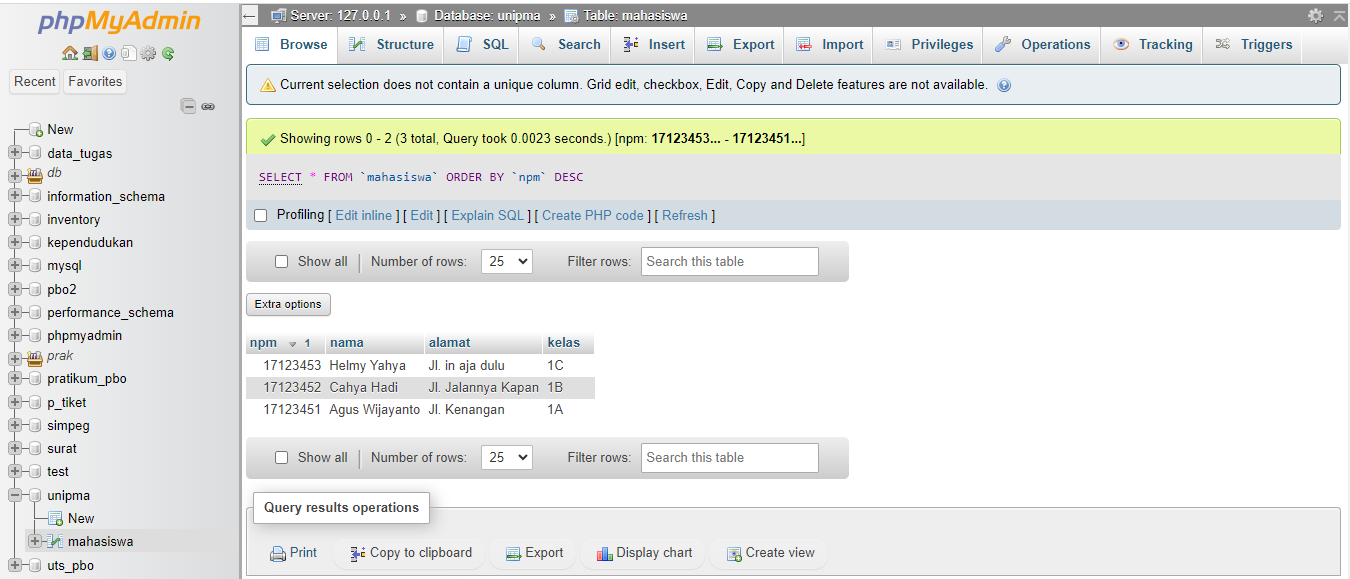 phpMyAdmin
Recent Favorites
New
data_tugas
db
information_schema
inventory
kependudukan
mysql
pbo2
performance_schema
phpmyadmin
prak
pratikum_pbo
p_tiket
simpeg
surat
test
unipma
New
mahasiswa
uts_pbo
Server: 127.0.0.1 » Database: unipma » Table: mahasiswa
Browse Structure SQL Search Insert Export Import Privileges Operations Tracking Triggers
Current selection does not contain a unique column. Grid edit, checkbox, Edit, Copy and Delete features are not available.
Showing rows 0 - 2 (3 total, Query took 0.0023 seconds.) [npm: 17123453... - 17123451...]
SELECT * FROM `mahasiswa` ORDER BY `npm` DESC
Profiling [ Edit inline ] [ Edit ] [ Explain SQL ] [ Create PHP code ] [ Refresh ]
Show all | Number of rows: 25 Filter rows: Search this table
Extra options
npm 1 nama alamat kelas
17123453 Helmy Yahya Jl. in aja dulu 1C
17123452 Cahya Hadi Jl. Jalannya Kapan 1B
17123451 Agus Wijayanto Jl. Kenangan 1A
Show all | Number of rows: 25 Filter rows: Search this table
Query results operations
Print Copy to clipboard Export Display chart Create view